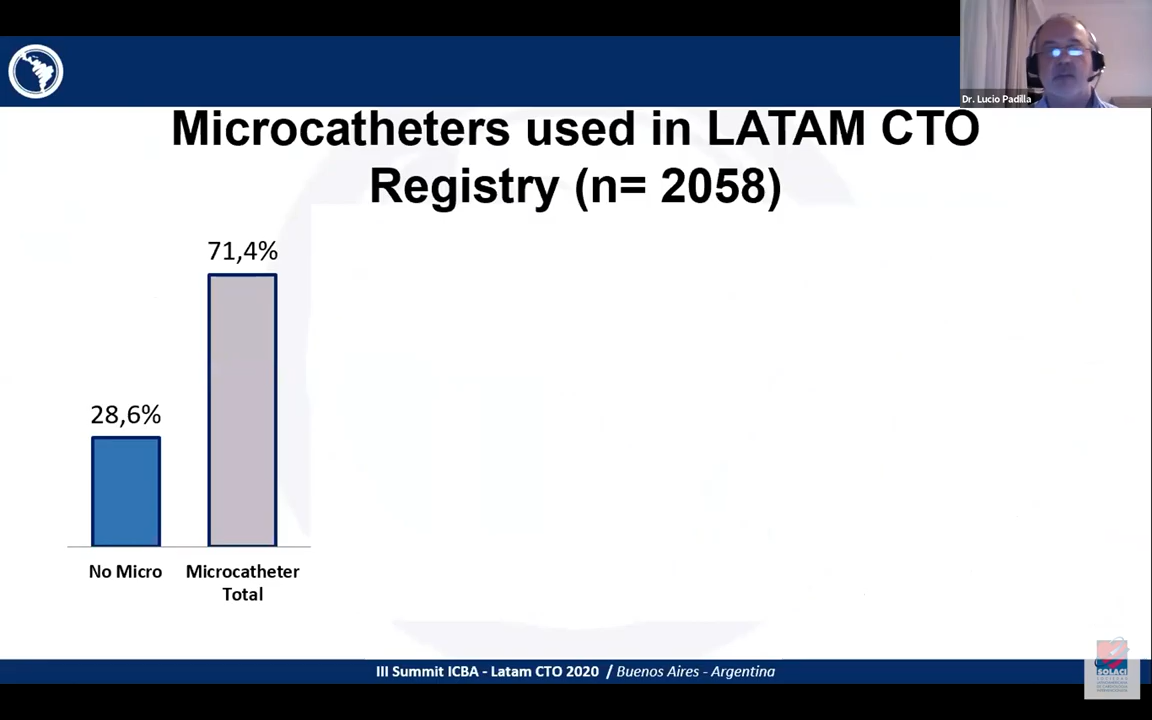 Dr. Lucio Padilla
Microcatheters used in LATAM CTO
Registry (n= 2058)
71,4%
28,6%
No Micro
Microcatheter
Total
III Summit ICBA - Latam CTO 2020 / Buenos Aires - Argentina
SOLACI